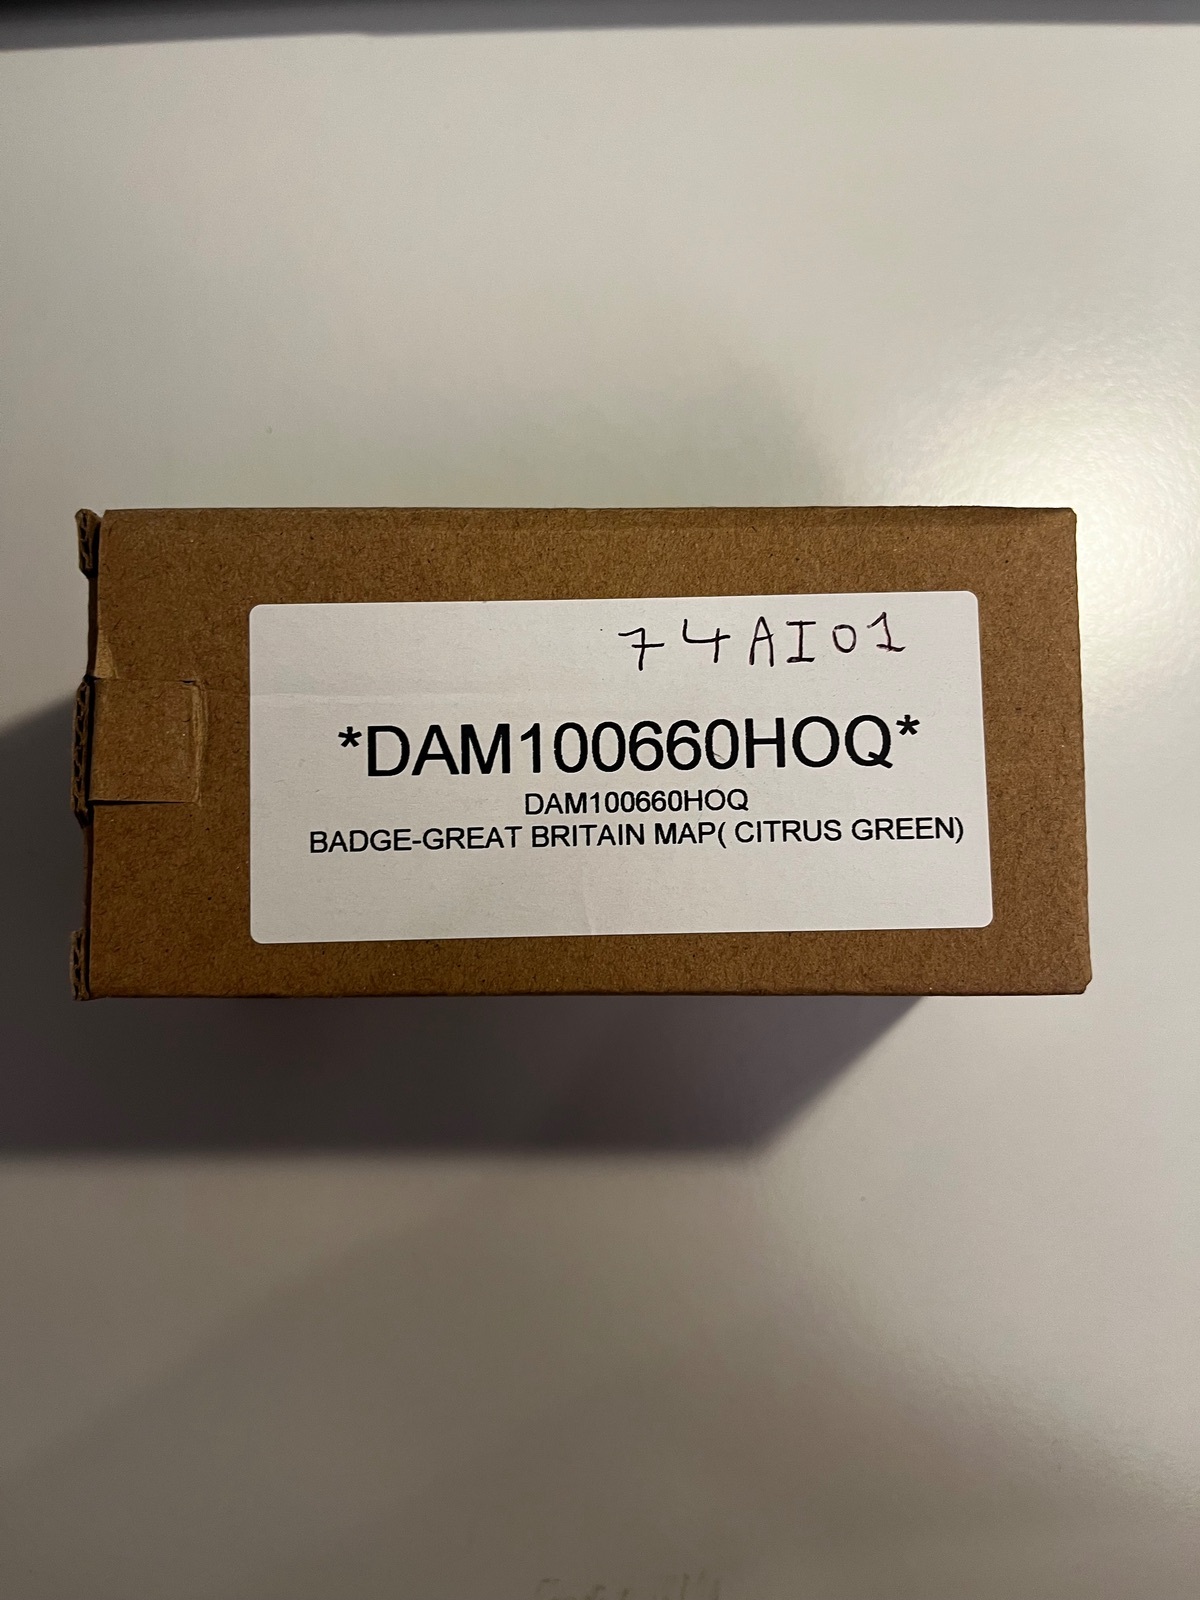 74AI01
*DAM100660HOQ*
DAM100660HOQ
BADGE-GREAT BRITAIN MAP( CITRUS GREEN)